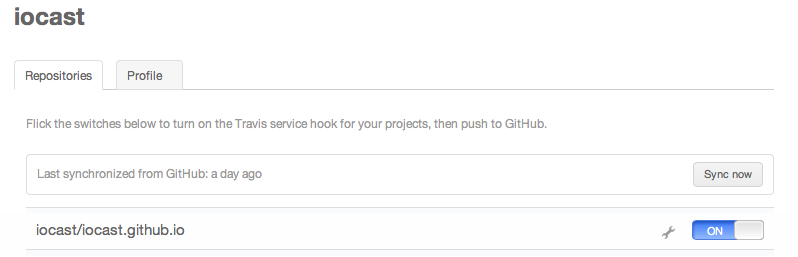 iocast
Repositories Profile
Flick the switches below to turn on the Travis service hook for your projects, then push to GitHub.
Last synchronized from GitHub: a day ago Sync now
iocast/iocast.github.io ON